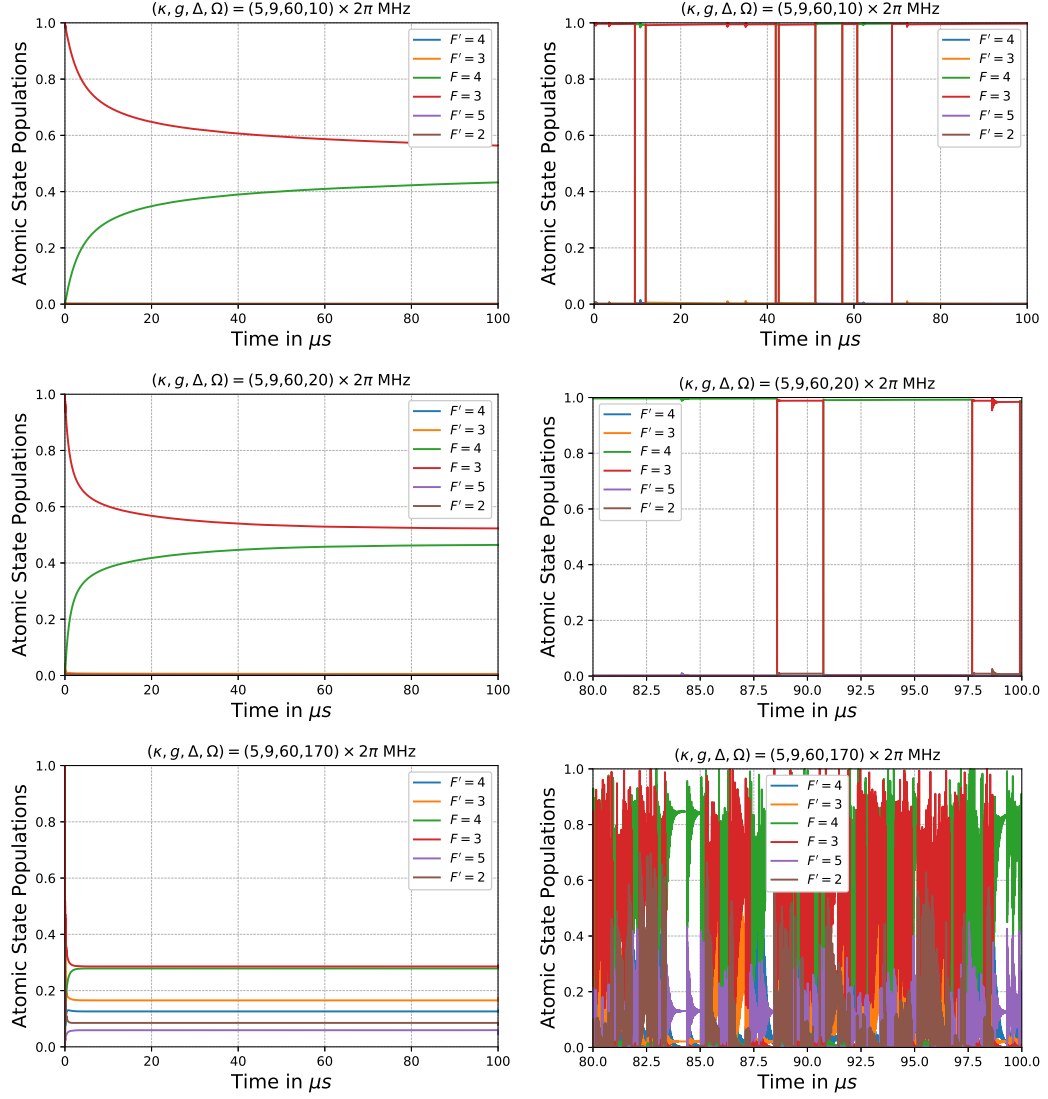 (κ, g, Δ, Ω) = (5,9,60,10) × 2π MHz
Atomic State Populations
1.0
0.8
0.6
0.4
0.2
0.0
0
20
40
60
80
100
Time in μs
F′ = 4
F′ = 3
F = 4
F = 3
F′ = 5
F′ = 2
(κ, g, Δ, Ω) = (5,9,60,10) × 2π MHz
Atomic State Populations
1.0
0.8
0.6
0.4
0.2
0.0
0
20
40
60
80
100
Time in μs
F′ = 4
F′ = 3
F = 4
F = 3
F′ = 5
F′ = 2
(κ, g, Δ, Ω) = (5,9,60,20) × 2π MHz
Atomic State Populations
1.0
0.8
0.6
0.4
0.2
0.0
0
20
40
60
80
100
Time in μs
F′ = 4
F′ = 3
F = 4
F = 3
F′ = 5
F′ = 2
(κ, g, Δ, Ω) = (5,9,60,20) × 2π MHz
Atomic State Populations
1.0
0.8
0.6
0.4
0.2
0.0
80.0
82.5
85.0
87.5
90.0
92.5
95.0
97.5
100.0
Time in μs
F′ = 4
F′ = 3
F = 4
F = 3
F′ = 5
F′ = 2
(κ, g, Δ, Ω) = (5,9,60,170) × 2π MHz
Atomic State Populations
1.0
0.8
0.6
0.4
0.2
0.0
0
20
40
60
80
100
Time in μs
F′ = 4
F′ = 3
F = 4
F = 3
F′ = 5
F′ = 2
(κ, g, Δ, Ω) = (5,9,60,170) × 2π MHz
Atomic State Populations
1.0
0.8
0.6
0.4
0.2
0.0
80.0
82.5
85.0
87.5
90.0
92.5
95.0
97.5
100.0
Time in μs
F′ = 4
F′ = 3
F = 4
F = 3
F′ = 5
F′ = 2